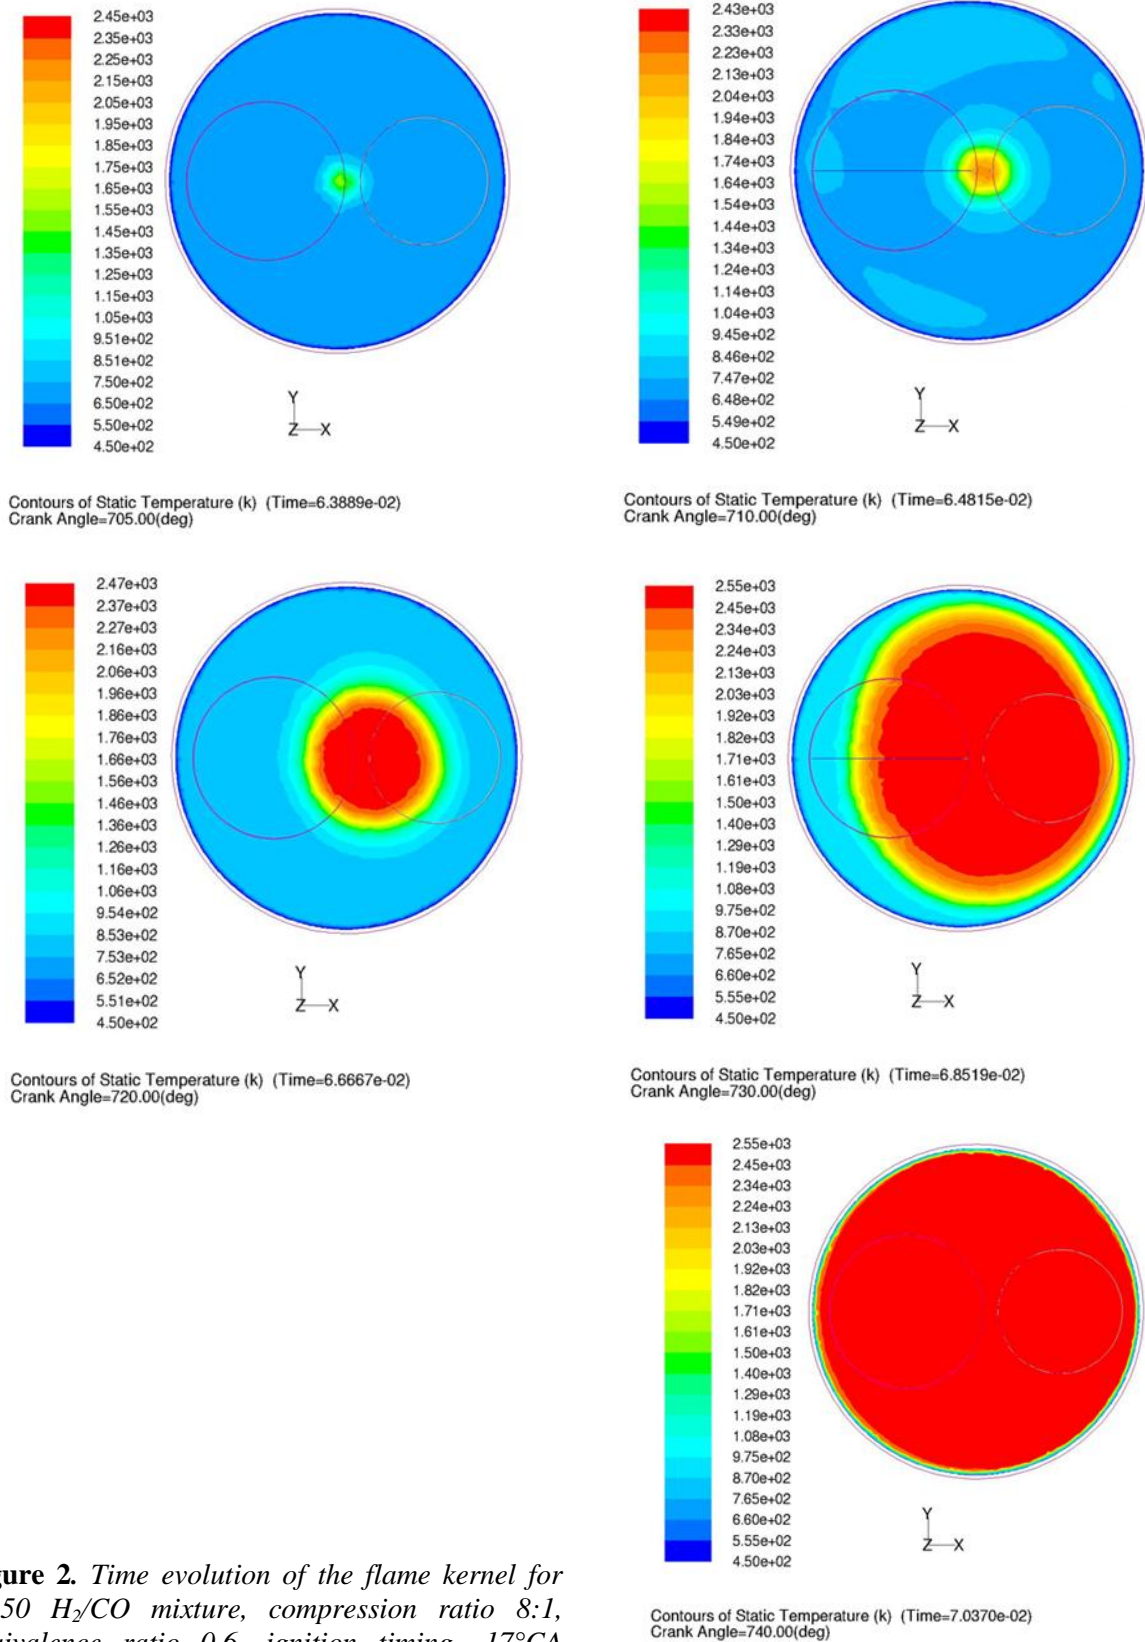 2.45e+03
2.35e+03
2.25e+03
2.15e+03
2.05e+03
1.95e+03
1.85e+03
1.75e+03
1.65e+03
1.55e+03
1.45e+03
1.35e+03
1.25e+03
1.15e+03
1.05e+03
9.51e+02
8.51e+02
7.50e+02
6.50e+02
5.50e+02
4.50e+02
Y
Z X
Contours of Static Temperature (k) (Time=6.3889e-02)
Crank Angle=705.00(deg)
2.43e+03
2.33e+03
2.23e+03
2.13e+03
2.04e+03
1.94e+03
1.84e+03
1.74e+03
1.64e+03
1.54e+03
1.44e+03
1.34e+03
1.24e+03
1.14e+03
1.04e+03
9.45e+02
8.46e+02
7.47e+02
6.48e+02
5.49e+02
4.50e+02
Y
Z X
Contours of Static Temperature (k) (Time=6.4815e-02)
Crank Angle=710.00(deg)
2.47e+03
2.37e+03
2.27e+03
2.16e+03
2.06e+03
1.96e+03
1.86e+03
1.76e+03
1.66e+03
1.56e+03
1.46e+03
1.36e+03
1.26e+03
1.16e+03
1.06e+03
9.54e+02
8.53e+02
7.53e+02
6.52e+02
5.51e+02
4.50e+02
Y
Z X
Contours of Static Temperature (k) (Time=6.6667e-02)
Crank Angle=720.00(deg)
2.55e+03
2.45e+03
2.34e+03
2.24e+03
2.13e+03
2.03e+03
1.92e+03
1.82e+03
1.71e+03
1.61e+03
1.50e+03
1.40e+03
1.29e+03
1.19e+03
1.08e+03
9.75e+02
8.70e+02
7.65e+02
6.60e+02
5.55e+02
4.50e+02
Y
Z X
Contours of Static Temperature (k) (Time=6.8519e-02)
Crank Angle=730.00(deg)
2.55e+03
2.45e+03
2.34e+03
2.24e+03
2.13e+03
2.03e+03
1.92e+03
1.82e+03
1.71e+03
1.61e+03
1.50e+03
1.40e+03
1.29e+03
1.19e+03
1.08e+03
9.75e+02
8.70e+02
7.65e+02
6.60e+02
5.55e+02
4.50e+02
Y
Z X
Contours of Static Temperature (k) (Time=7.0370e-02)
Crank Angle=740.00(deg)
gure 2. Time evolution of the flame kernel for
50 H₂/CO mixture, compression ratio 8:1,
ratio 0.6, ignition timing -17°CA